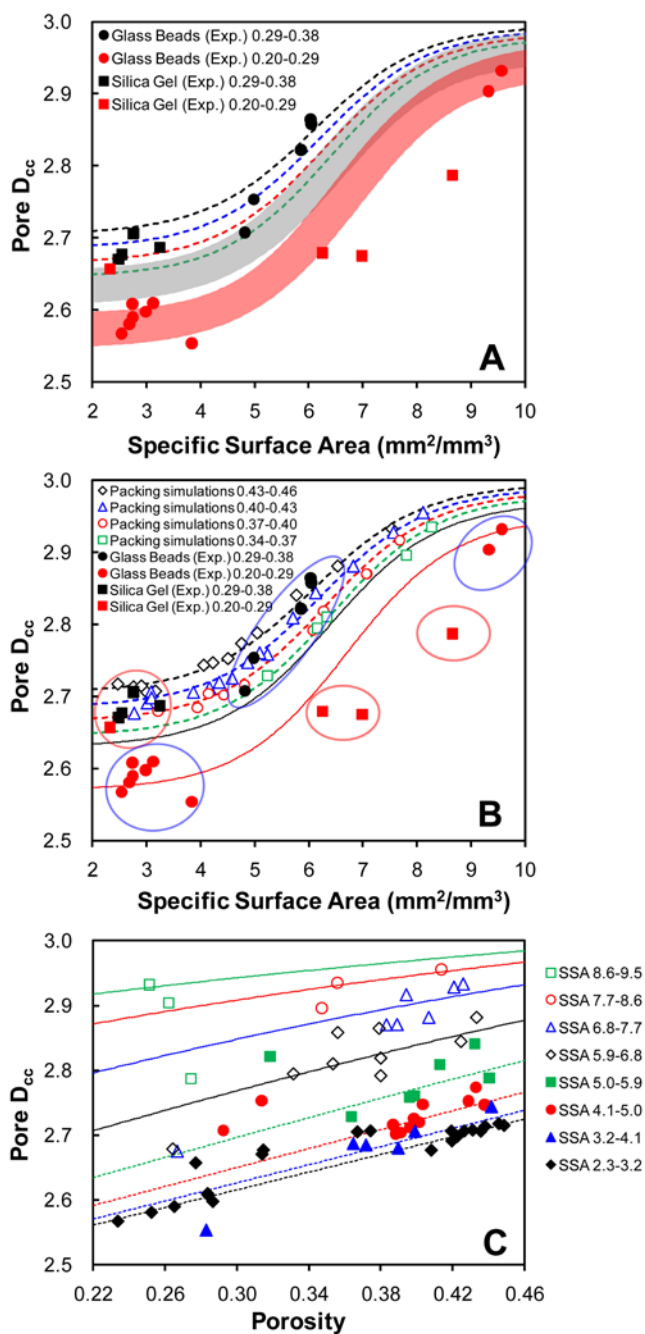 3.0
Glass Beads (Exp.) 0.29-0.38
Glass Beads (Exp.) 0.20-0.29
Silica Gel (Exp.) 0.29-0.38
Silica Gel (Exp.) 0.20-0.29
2.9
2.8
2.7
2.6
2.5
Pore Dcc
A
2 3 4 5 6 7 8 9 10
Specific Surface Area (mm²/mm³)
3.0
Packing simulations 0.43-0.46
Packing simulations 0.40-0.43
Packing simulations 0.37-0.40
Packing simulations 0.34-0.37
Glass Beads (Exp.) 0.29-0.38
Glass Beads (Exp.) 0.20-0.29
Silica Gel (Exp.) 0.29-0.38
Silica Gel (Exp.) 0.20-0.29
2.9
2.8
2.7
2.6
2.5
Pore Dcc
B
2 3 4 5 6 7 8 9 10
Specific Surface Area (mm²/mm³)
3.0
2.9
2.8
2.7
2.6
2.5
Pore Dcc
C
0.22 0.26 0.30 0.34 0.38 0.42 0.46
Porosity
SSA 8.6-9.5
SSA 7.7-8.6
SSA 6.8-7.7
SSA 5.9-6.8
SSA 5.0-5.9
SSA 4.1-5.0
SSA 3.2-4.1
SSA 2.3-3.2